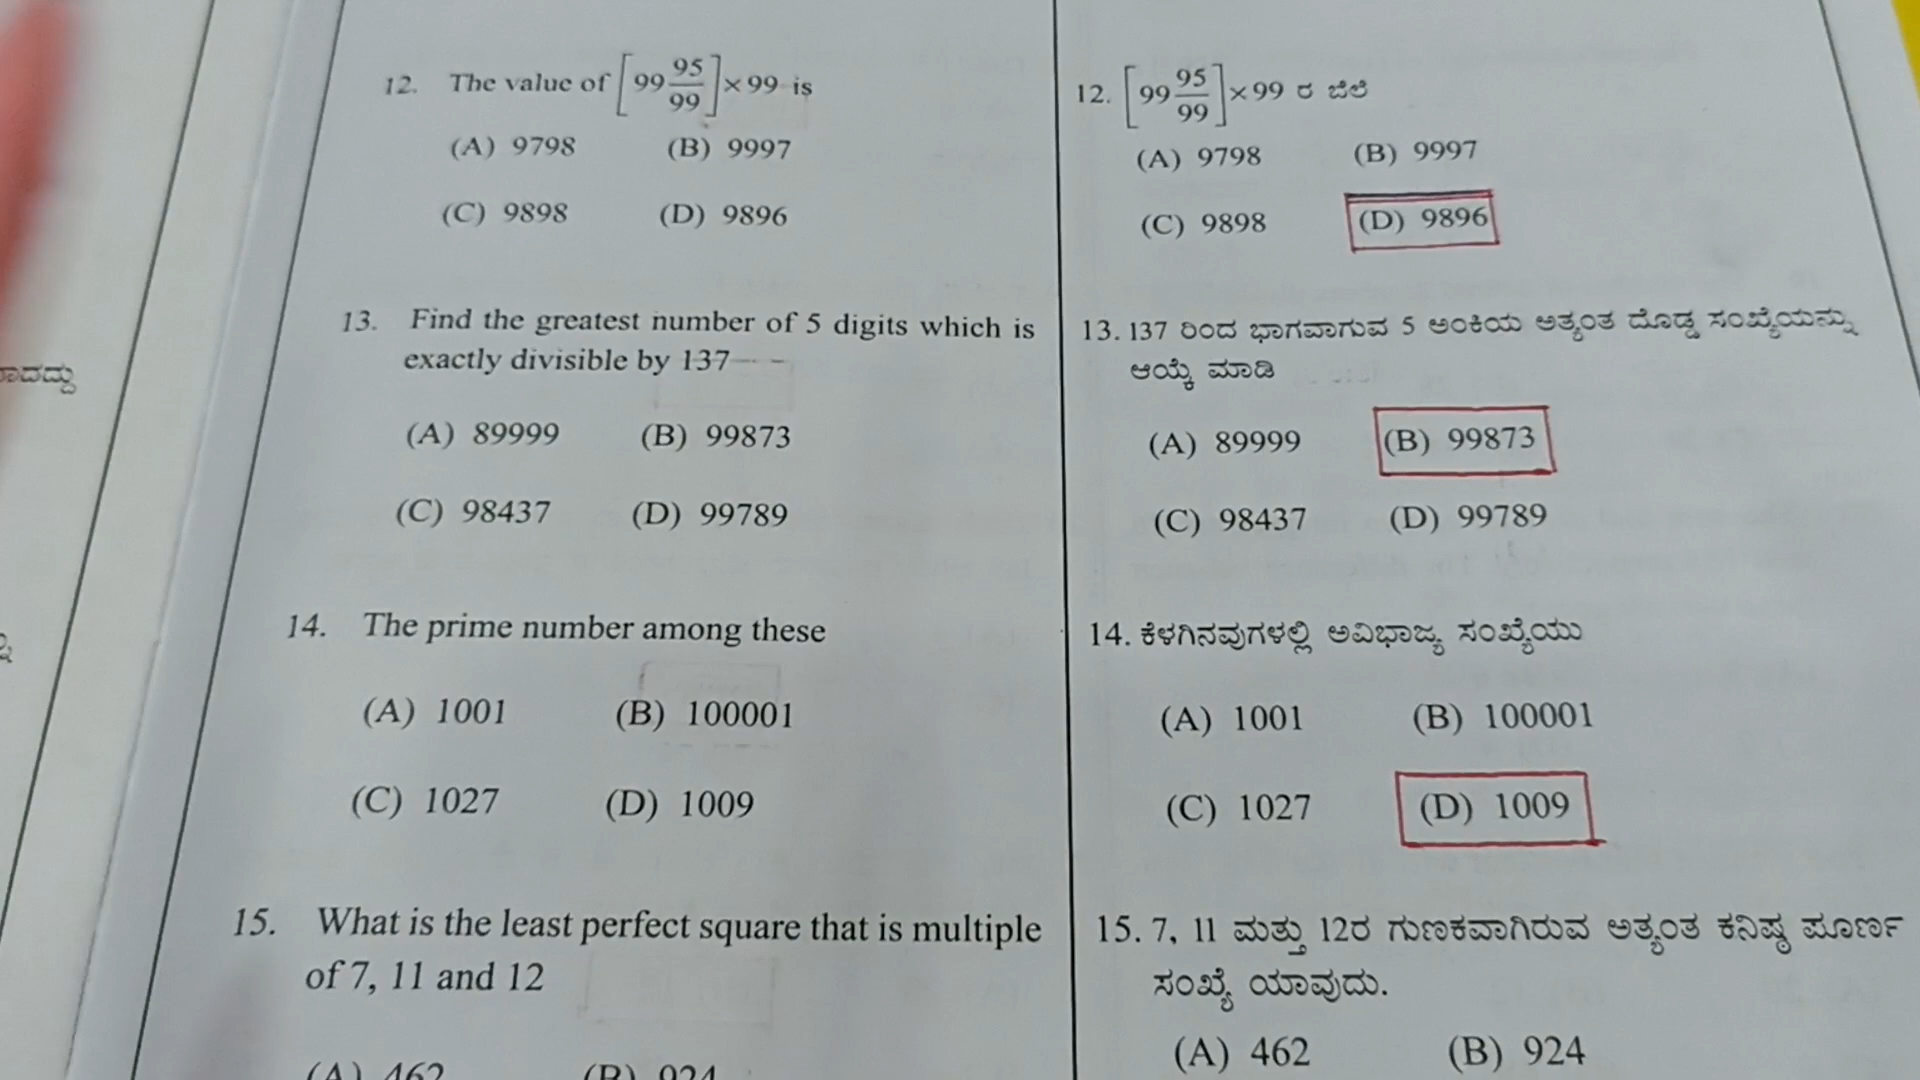 12. The value of [99 95/99] × 99 is
(A) 9798 (B) 9997
(C) 9898 (D) 9896
13. Find the greatest number of 5 digits which is
exactly divisible by 137
(A) 89999 (B) 99873
(C) 98437 (D) 99789
14. The prime number among these
(A) 1001 (B) 100001
(C) 1027 (D) 1009
15. What is the least perfect square that is multiple
of 7, 11 and 12
(A) 462 (B) 924
12. [99 95/99] × 99 ರ ಬೆಲೆ
(A) 9798 (B) 9997
(C) 9898 (D) 9896
13. 137 ರಿಂದ ಭಾಗವಾಗುವ 5 ಅಂಕಿಯ ಅತ್ಯಂತ ದೊಡ್ಡ ಸಂಖ್ಯೆಯನ್ನು
ಆಯ್ಕೆ ಮಾಡಿ
(A) 89999 (B) 99873
(C) 98437 (D) 99789
14. ಕೆಳಗಿನವುಗಳಲ್ಲಿ ಅವಿಭಾಜ್ಯ ಸಂಖ್ಯೆಯು
(A) 1001 (B) 100001
(C) 1027 (D) 1009
15. 7, 11 ಮತ್ತು 12ರ ಗುಣಕವಾಗಿರುವ ಅತ್ಯಂತ ಕನಿಷ್ಠ ಪೂರ್ಣ
ಸಂಖ್ಯೆ ಯಾವುದು.
(A) 462 (B) 924